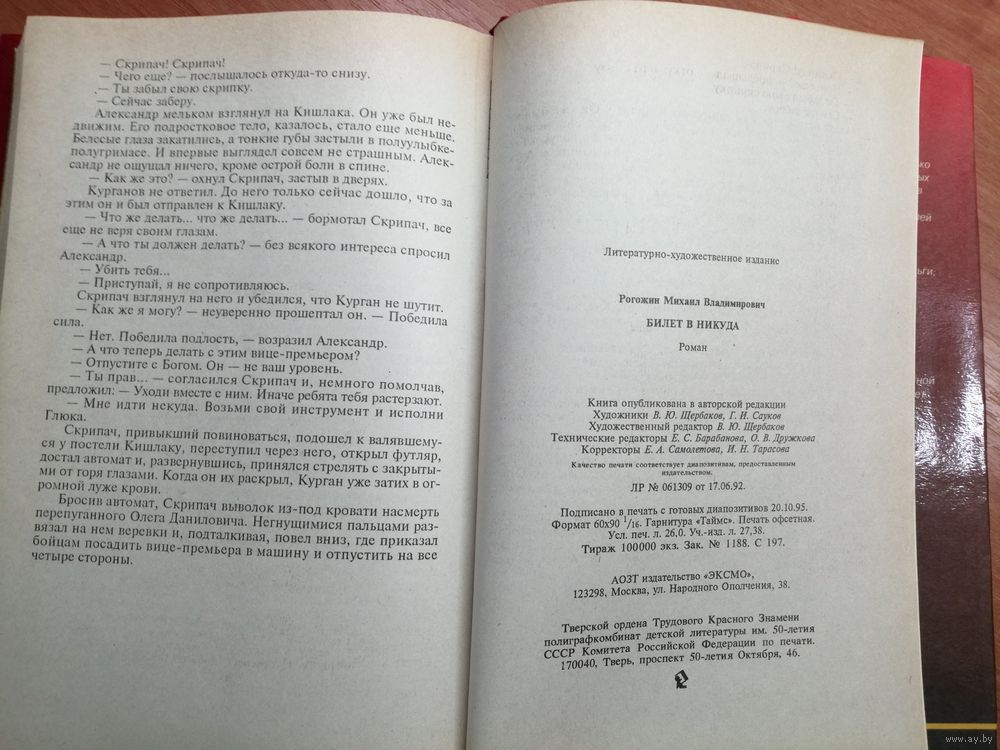 — Скрипач! Скрипач!
— Чего еще? — послышалось откуда-то снизу.
— Ты забыл свою скрипку.
— Сейчас заберу.
Александр мельком взглянул на Кишлака. Он уже был не-
движим. Его подростковое тело, казалось, стало еще меньше.
Белесые глаза закатились, а тонкие губы застыли в полуулыбке-
полугримасе. И впервые выглядел совсем не страшным. Алек-
сандр не ощущал ничего, кроме острой боли в спине.
— Как же это? — охнул Скрипач, застыв в дверях.
Курганов не ответил. До него только сейчас дошло, что за
этим он и был отправлен к Кишлаку.
— Что же делать... что же делать... — бормотал Скрипач, все
еще не веря своим глазам.
— А что ты должен делать? — без всякого интереса спросил
Александр.
— Убить тебя...
— Приступай, я не сопротивляюсь.
Скрипач взглянул на него и убедился, что Курган не шутит.
— Как же я могу? — неуверенно прошептал он. — Победила
сила.
— Нет. Победила подлость, — возразил Александр.
— А что теперь делать с этим вице-премьером?
— Отпустите с Богом. Он — не ваш уровень.
— Ты прав... — согласился Скрипач и, немного помолчав,
предложил: — Уходи вместе с ним. Иначе ребята тебя растерзают.
— Мне идти некуда. Возьми свой инструмент и исполни
Глюка.
Скрипач, привыкший повиноваться, подошел к валявшему-
ся у постели Кишлаку, переступил через него, открыл футляр,
достал автомат и, развернувшись, принялся стрелять с закрыты-
ми от горя глазами. Когда он их раскрыл, Курган уже затих в ог-
ромной луже крови.
Бросив автомат, Скрипач выволок из-под кровати насмерть
перепуганного Олега Даниловича. Негнущимися пальцами раз-
вязал на нем веревки и, подталкивая, повел вниз, где приказал
бойцам посадить вице-премьера в машину и отпустить на все
четыре стороны.
Литературно-художественное издание
Рогожин Михаил Владимирович
БИЛЕТ В НИКУДА
Роман
Книга опубликована в авторской редакции
Художники В. Ю. Щербаков, Г. И. Сауков
Художественный редактор В. Ю. Щербаков
Технические редакторы Е. С. Барабанова, О. В. Дружкова
Корректоры Е. А. Самолетова, И. Н. Тарасова
Качество печати соответствует диапозитивам, предоставленным
издательством.
ЛР № 061309 от 17.06.92.
Подписано в печать с готовых диапозитивов 20.10.95.
Формат 60х90 1/16. Гарнитура «Таймс». Печать офсетная.
Усл. печ. л. 26,0. Уч.-изд. л. 27,38.
Тираж 100000 экз. Зак. № 1188. С 197.
АОЗТ издательство «ЭКСМО»,
123298, Москва, ул. Народного Ополчения, 38.
Тверской ордена Трудового Красного Знамени
полиграфкомбинат детской литературы им. 50-летия
СССР Комитета Российской Федерации по печати.
170040, Тверь, проспект 50-летия Октября, 46.
www.ay.by